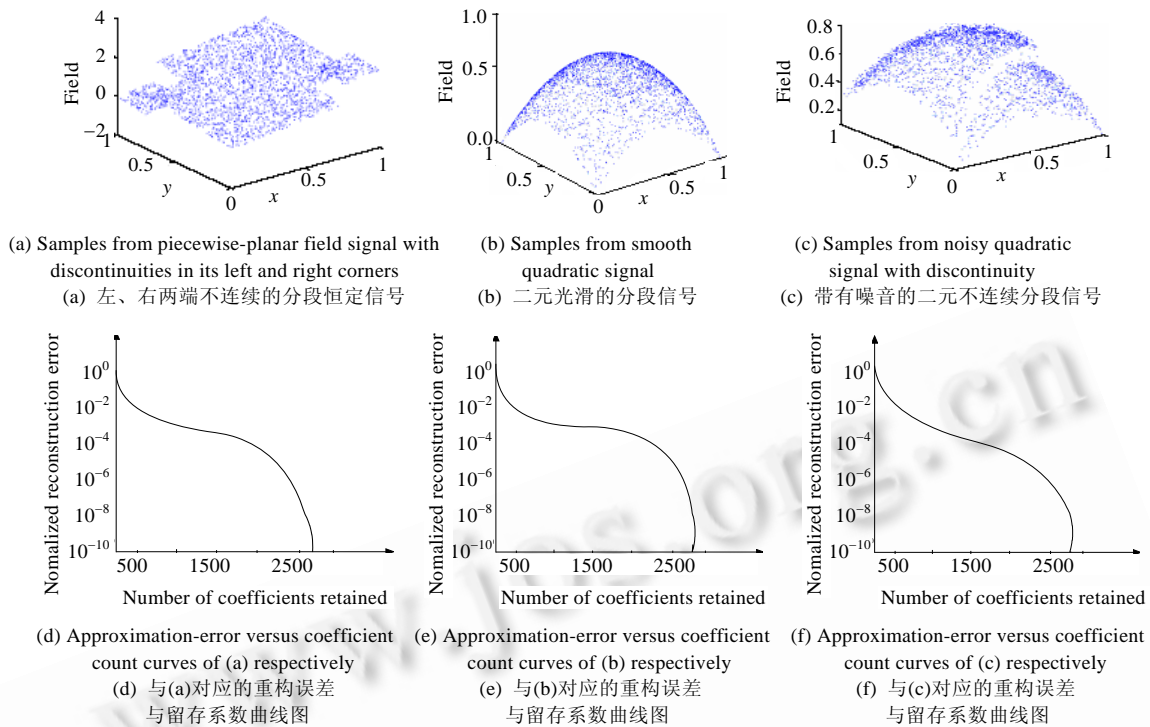 4
2
0
−2
Field
1
0.5
y
0
x
0.5
1
1.0
0.5
0.0
Field
1
0.5
y
0
x
0.5
1
0.8
0.6
0.4
0.2
Field
1
0.5
y
0
x
0.5
1
(a) Samples from piecewise-planar field signal with
discontinuities in its left and right corners
(a) 左、右两端不连续的分段恒定信号
(b) Samples from smooth
quadratic signal
(b) 二元光滑的分段信号
(c) Samples from noisy quadratic
signal with discontinuity
(c) 带有噪音的二元不连续分段信号
Nomalized reconstruction error
10^0
10^−2
10^−4
10^−6
10^−8
10^−10
500 1500 2500
Number of coefficients retained
Nomalized reconstruction error
10^0
10^−2
10^−4
10^−6
10^−8
10^−10
500 1500 2500
Number of coefficients retained
Nomalized reconstruction error
10^0
10^−2
10^−4
10^−6
10^−8
10^−10
500 1500 2500
Number of coefficients retained
(d) Approximation-error versus coefficient
count curves of (a) respectively
(d) 与(a)对应的重构误差
与留存系数曲线图
(e) Approximation-error versus coefficient
count curves of (b) respectively
(e) 与(b)对应的重构误差
与留存系数曲线图
(f) Approximation-error versus coefficient
count curves of (c) respectively
(f) 与(c)对应的重构误差
与留存系数曲线图
www.jos.org.cn